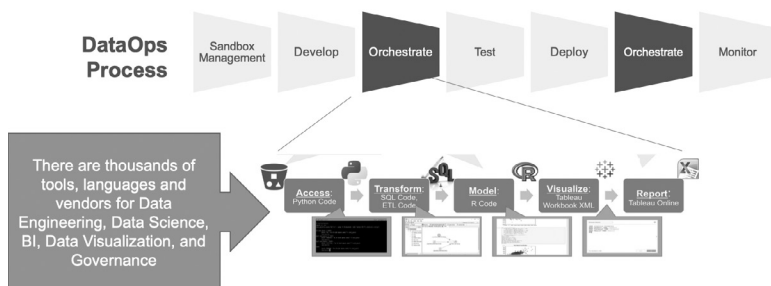 DataOps
Process
Sandbox
Management
Develop
Orchestrate
Test
Deploy
Orchestrate
Monitor
There are thousands of
tools, languages and
vendors for Data
Engineering, Data Science,
BI, Data Visualization, and
Governance
SQL
R
X
Access:
Python Code
Transform:
SQL Code,
ETL Code
Model:
R Code
Visualize:
Tableau
Workbook XML
Report:
Tableau Online